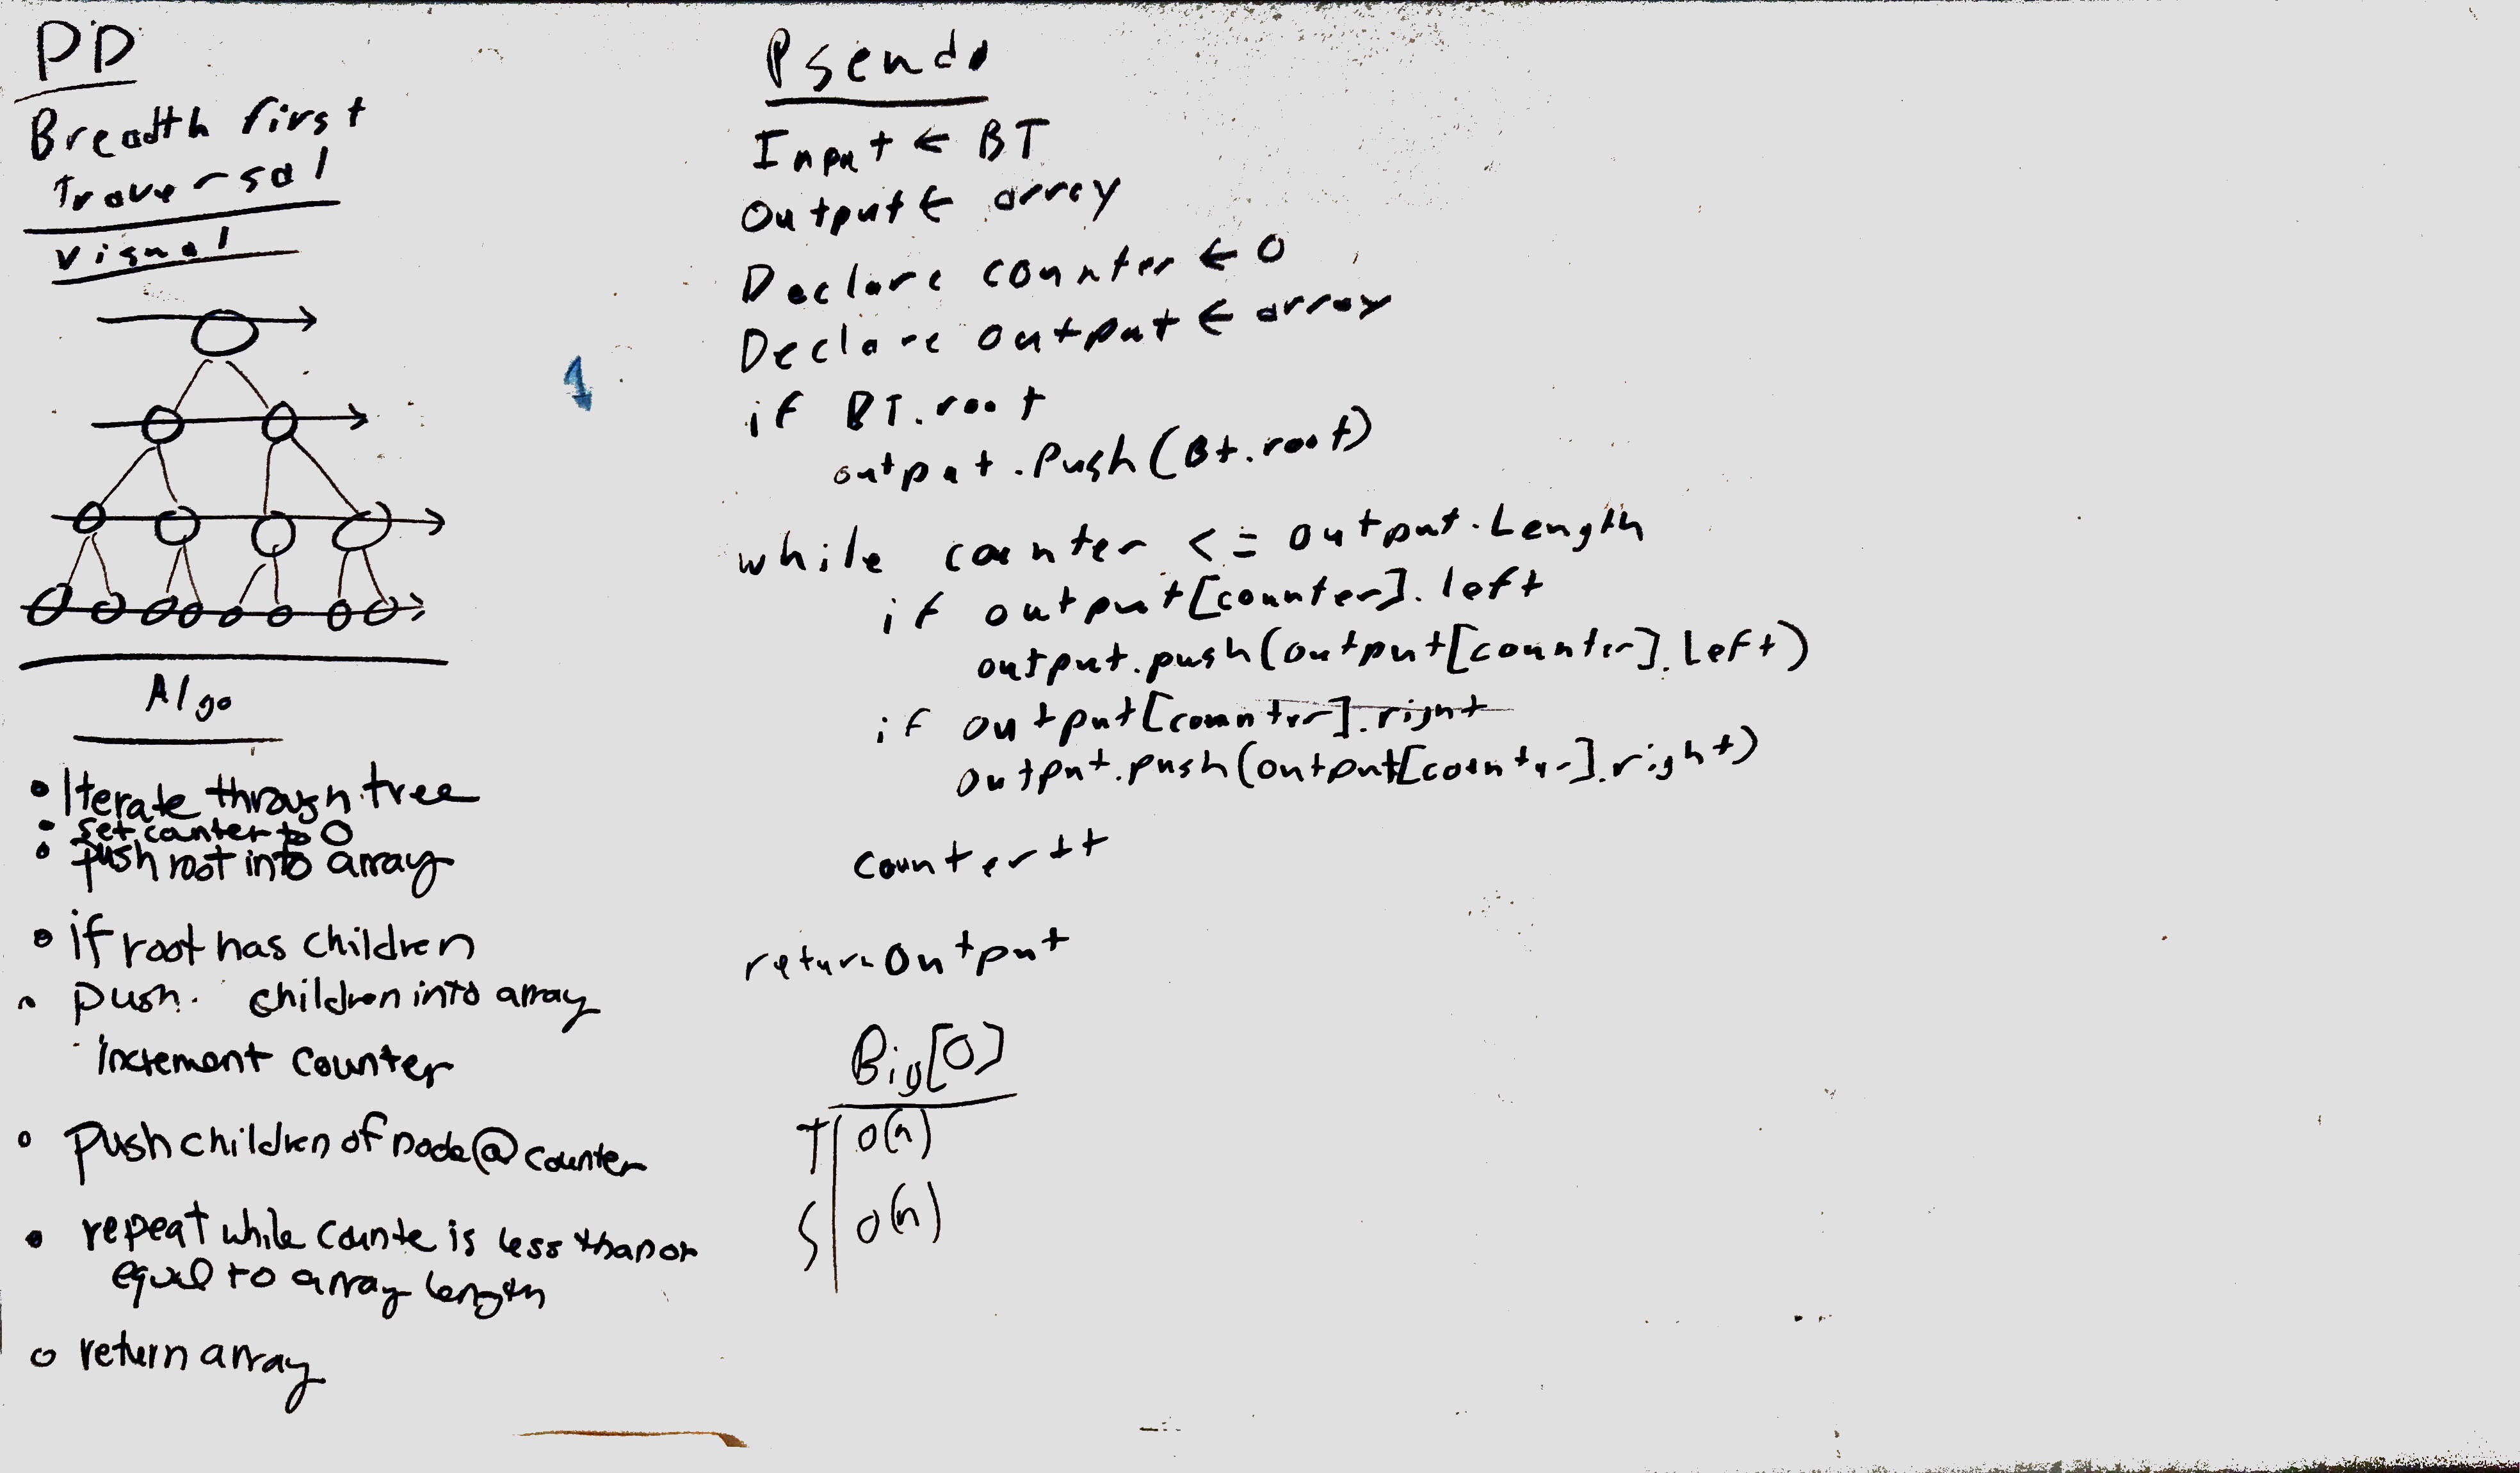 PD
Breadth first
Traversal
Visual
Algo
• Iterate through tree
• set counter to 0
• push root into array
• if root has children
• push. children into array
Increment counter
• Push children of node @ counter
• repeat while counte is less than or
equal to array length
• return array
Pseudo
Input ← BT
Output ← array
Declare counter ← 0
Declare output ← array
if BT.root
output.Push(Bt.root)
while counter <= output.Length
if output[counter].left
output.push(output[counter].left)
if output[counter].right
output.push(output[counter].right)
counter++
return output
Big[O]
T O(n)
S O(n)